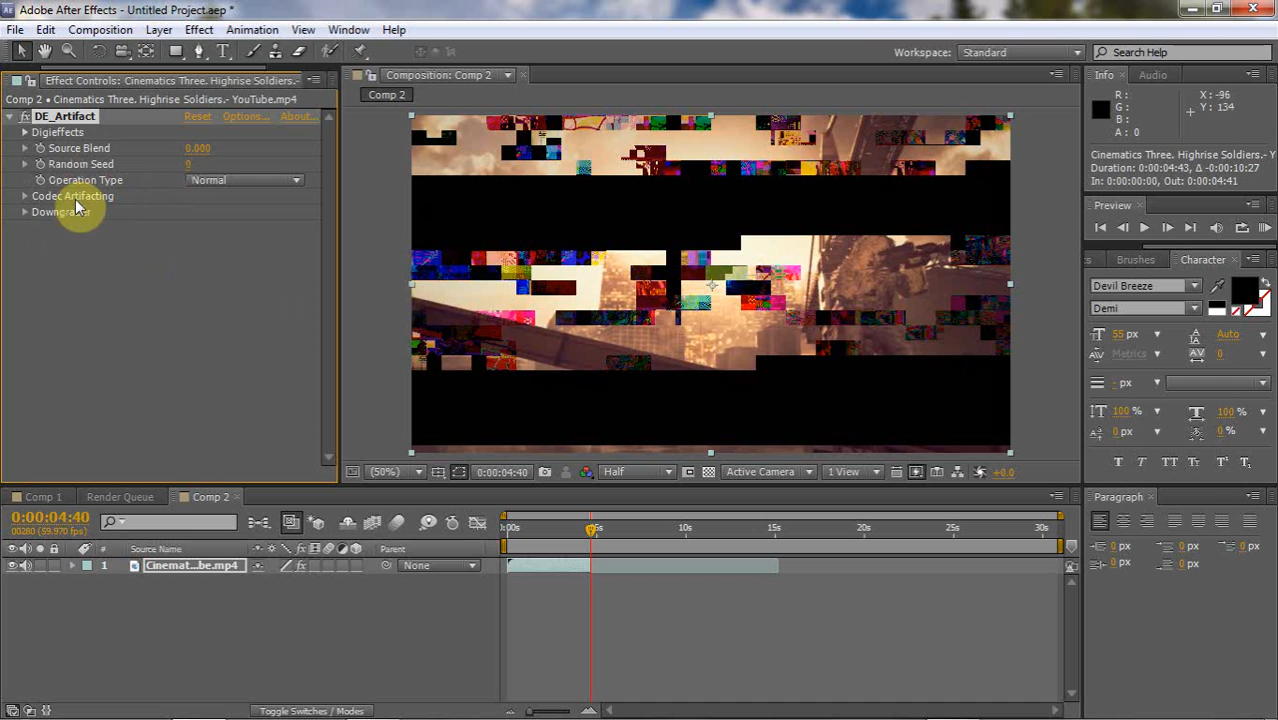 Adobe After Effects - Untitled Project.aep *
File Edit Composition Layer Effect Animation View Window Help
Workspace: Standard Search Help
Effect Controls: Cinematics Three. Highrise Soldiers.-
Comp 2 • Cinematics Three. Highrise Soldiers.- YouTube.mp4
DE_Artifact Reset Options... About...
Digieffects
Source Blend 0.000
Random Seed 0
Operation Type Normal
Codec Artifacting
Composition: Comp 2
Comp 2
(50%) 0:00:04:40 Half Active Camera 1 View +0.0
Info Audio
R: X: -96
G: Y: 134
B:
A: 0
Cinematics Three. Highrise Soldiers.- Y
Duration: 0:00:04:43, Δ-0:00:10:27
In: 0:00:00:00, Out: 0:00:04:41
Preview
Brushes Character
Devil Breeze
Demi
55 px Auto
Metrics 0
- px
100 % 100 %
0 px 0 %
T T TT Tт T¹ T₁
Paragraph
0 px 0 px 0 px
0 px 0 px
Comp 1 Render Queue Comp 2
0:00:04:40
00280 (59.970 fps)
# Source Name Parent
1 Cinemat...be.mp4 None
:00s 5s 10s 15s 20s 25s 30s
Toggle Switches / Modes